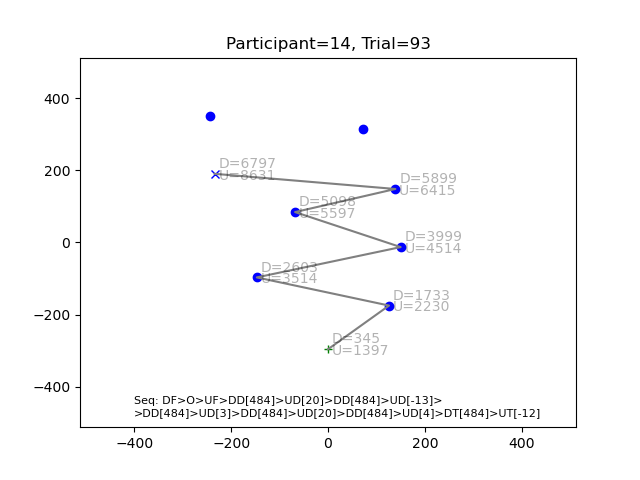 Participant=14, Trial=93
400
200
0
−200
−400
D=6797
U=8631
D=5899
U=6415
D=5098
U=5597
D=3999
U=4514
D=2603
U=3514
D=1733
U=2230
D=345
U=1397
Seq: DF>O>UF>DD[484]>UD[20]>DD[484]>UD[-13]>
>DD[484]>UD[3]>DD[484]>UD[20]>DD[484]>UD[4]>DT[484]>UT[-12]
−400 −200 0 200 400